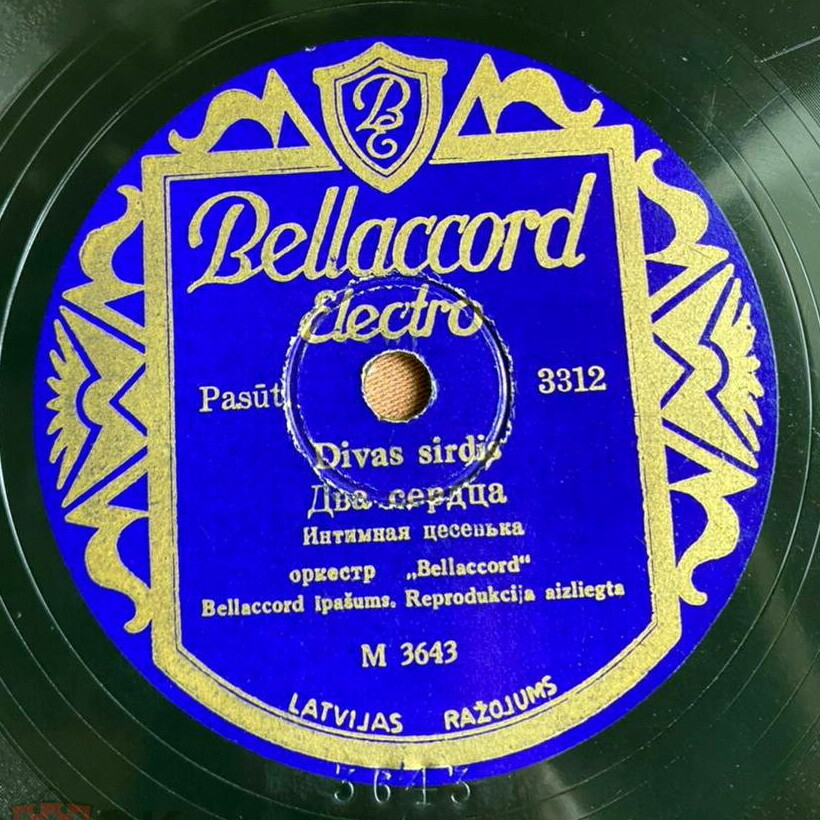 BE
Bellaccord
Electro
Pasūt. 3312
Divas sirdis
Два сердца
Интимная цесенька
оркестр „Bellaccord“
Bellaccord īpašums. Reprodukcija aizliegta
M 3643
LATVIJAS RAŽOJUMS
3643